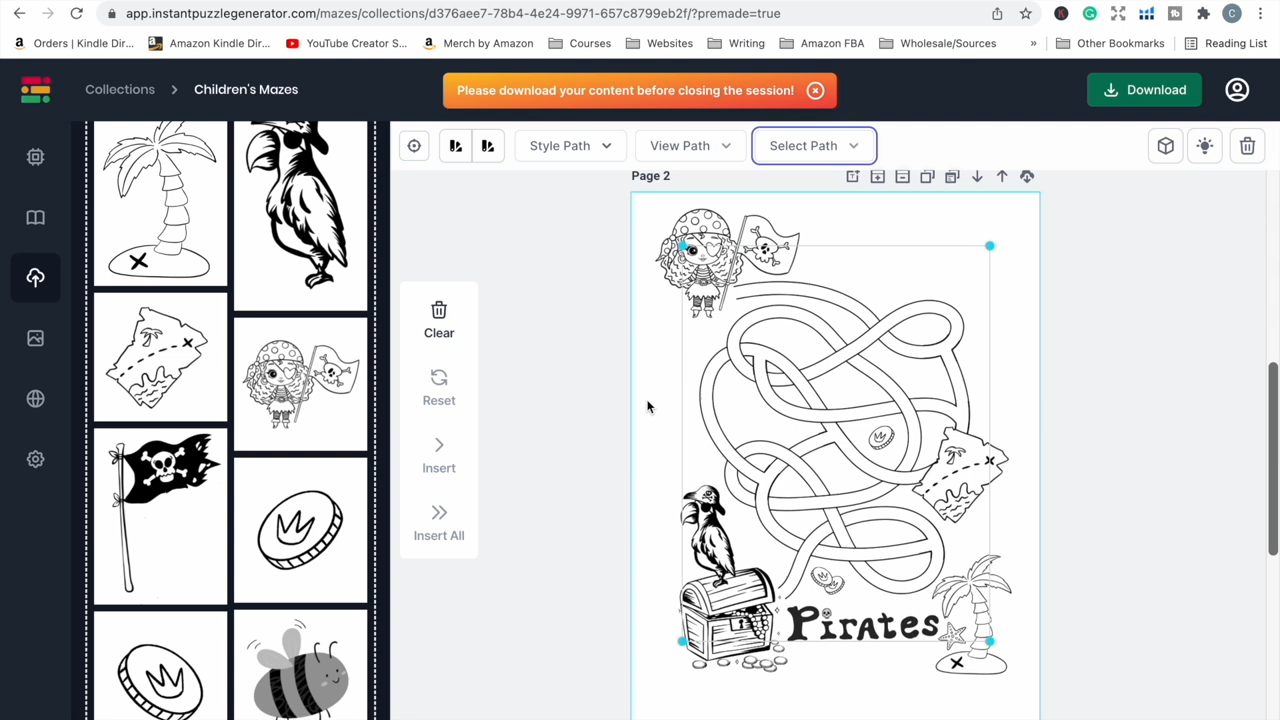 app.instantpuzzlegenerator.com/mazes/collections/d376aee7-78b4-4e24-9971-657c8799eb2f/?premade=true
K
C
Orders | Kindle Dir...
Amazon Kindle Dir...
YouTube Creator S...
Merch by Amazon
Courses
Websites
Writing
Amazon FBA
Wholesale/Sources
»
Other Bookmarks
Reading List
Collections > Children's Mazes
Please download your content before closing the session!
Download
Style Path
View Path
Select Path
Page 2
Clear
Reset
Insert
Insert All
Pirates